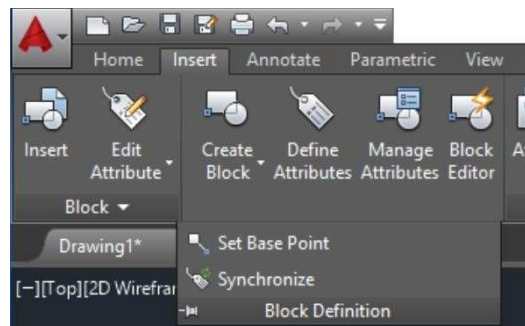 Home Insert Annotate Parametric View
Insert Edit Attribute Create Block Define Attributes Manage Attributes Block Editor
Block
Drawing1*
Set Base Point
Synchronize
[−][Top][2D Wirefra
Block Definition